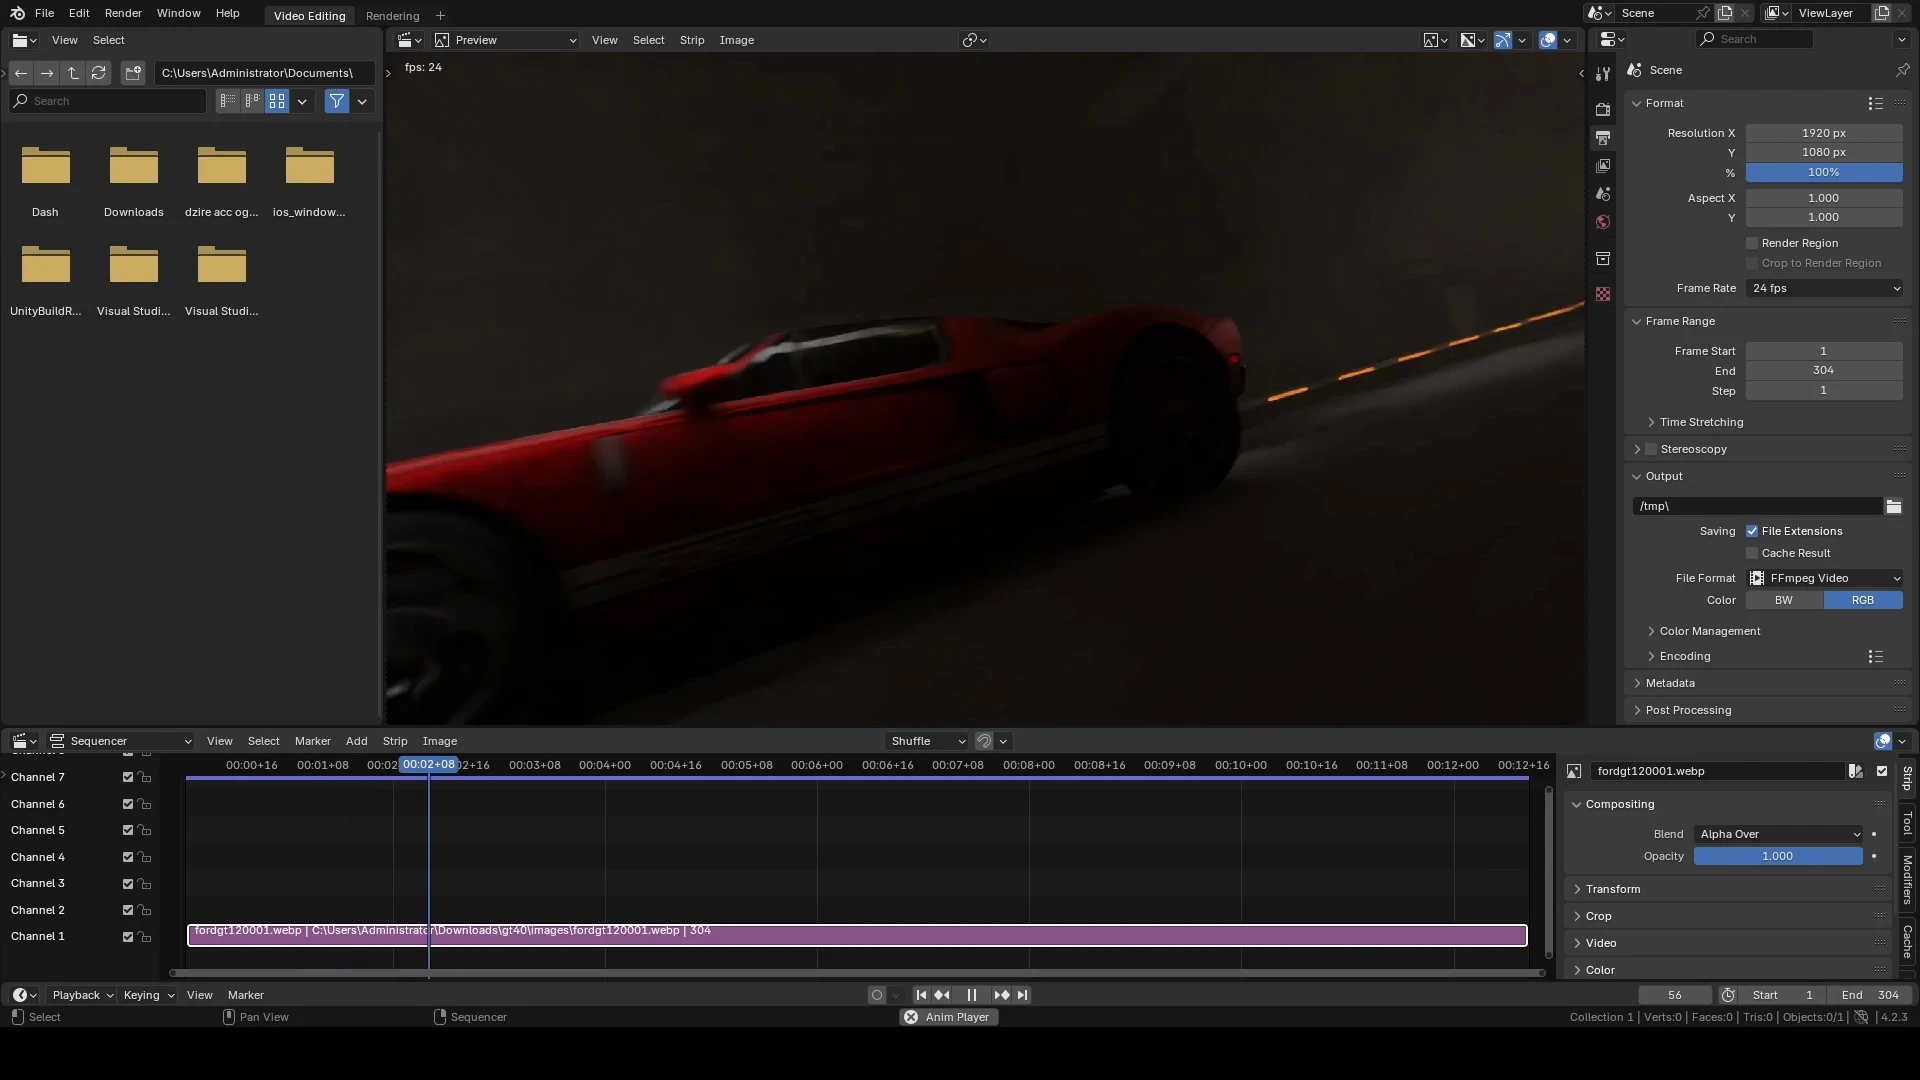 File Edit Render Window Help Video Editing Rendering + Scene ViewLayer
View Select
Preview View Select Strip Image
Search
C:\Users\Administrator\Documents\
Search
fps: 24
Dash Downloads dzire acc og... ios_window...
UnityBuildR... Visual Studi... Visual Studi...
Scene
Format
Resolution X 1920 px
Y 1080 px
% 100%
Aspect X 1.000
Y 1.000
Render Region
Crop to Render Region
Frame Rate 24 fps
Frame Range
Frame Start 1
End 304
Step 1
Time Stretching
Stereoscopy
Output
/tmp\
Saving File Extensions
Cache Result
File Format FFmpeg Video
Color BW RGB
Color Management
Encoding
Metadata
Post Processing
Sequencer View Select Marker Add Strip Image Shuffle
00:00+16 00:01+08 00:02 00:02+08 02+16 00:03+08 00:04+00 00:04+16 00:05+08 00:06+00 00:06+16 00:07+08 00:08+00 00:08+16 00:09+08 00:10+00 00:10+16 00:11+08 00:12+00 00:12+16
Channel 7
Channel 6
Channel 5
Channel 4
Channel 3
Channel 2
Channel 1
fordgt120001.webp | C:\Users\Administrator\Downloads\gt40\images\fordgt120001.webp | 304
fordgt120001.webp
Compositing
Blend Alpha Over
Opacity 1.000
Transform
Crop
Video
Color
Strip
Tool
Modifiers
Cache
Playback Keying View Marker 56 Start 1 End 304
Select Pan View Sequencer Anim Player Collection 1 | Verts:0 | Faces:0 | Tris:0 | Objects:0/1 | 4.2.3